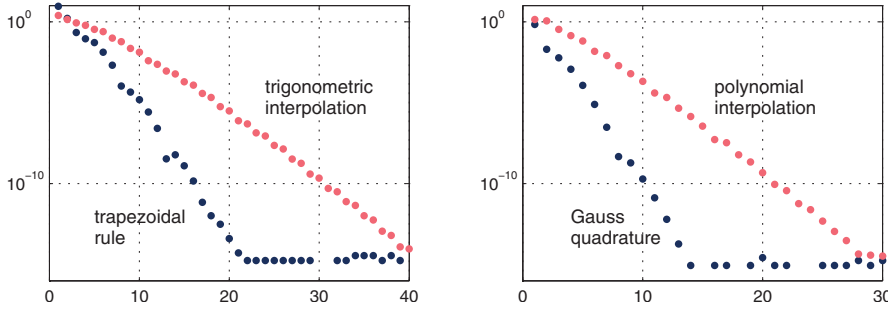 10^0
10^-10
trigonometric
interpolation
trapezoidal
rule
0 10 20 30 40
10^0
10^-10
polynomial
interpolation
Gauss
quadrature
0 10 20 30